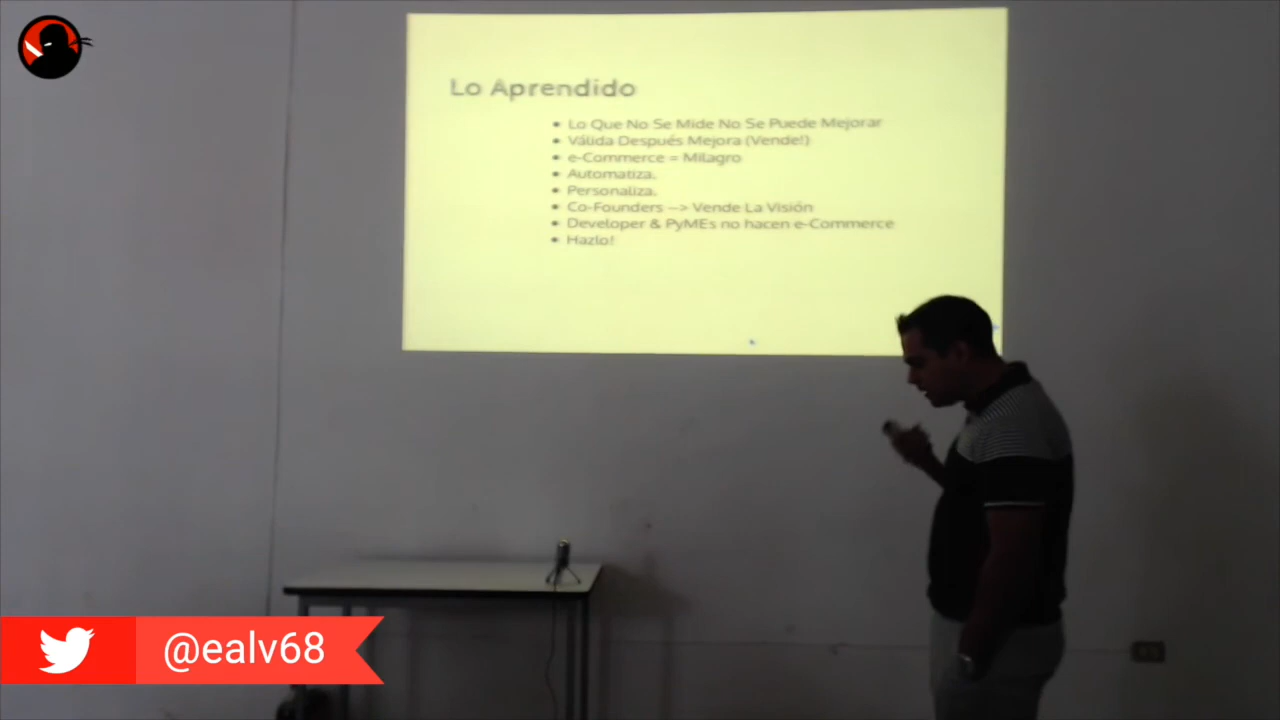 Lo Aprendido
• Lo Que No Se Mide No Se Puede Mejorar
• Válida Después Mejora (Vende!)
• e-Commerce = Milagro
• Automatiza.
• Personaliza.
• Co-Founders --> Vende La Visión
• Developer & PyMEs no hacen e-Commerce
• Hazlo!
@ealv68